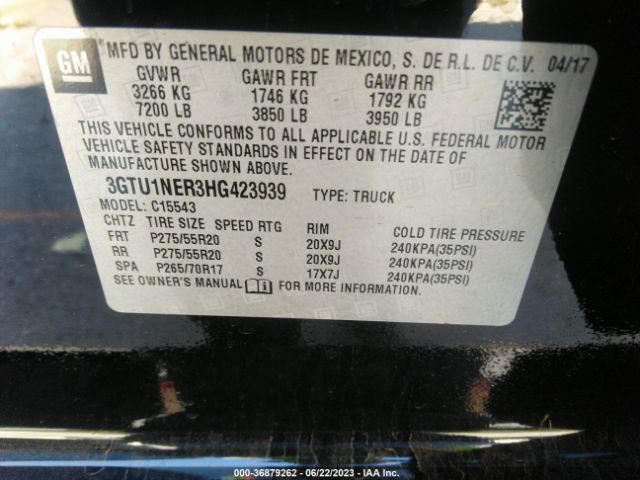 GM
MFD BY GENERAL MOTORS DE MEXICO, S. DE R.L. DE C.V. 04/17
GVWR GAWR FRT GAWR RR
3266 KG 1746 KG 1792 KG
7200 LB 3850 LB 3950 LB
THIS VEHICLE CONFORMS TO ALL APPLICABLE U.S. FEDERAL MOTOR
VEHICLE SAFETY STANDARDS IN EFFECT ON THE DATE OF
MANUFACTURE SHOWN ABOVE.
3GTU1NER3HG423939 TYPE: TRUCK
MODEL: C15543
CHTZ TIRE SIZE SPEED RTG RIM COLD TIRE PRESSURE
FRT P275/55R20 S 20X9J 240KPA(35PSI)
RR P275/55R20 S 20X9J 240KPA(35PSI)
SPA P265/70R17 S 17X7J 240KPA(35PSI)
SEE OWNER'S MANUAL FOR MORE INFORMATION.
000-36879262 - 06/22/2023 - IAA Inc.